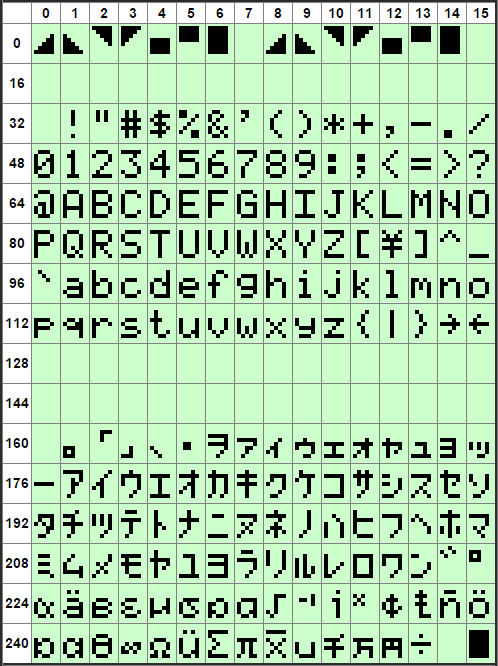 0 1 2 3 4 5 6 7 8 9 10 11 12 13 14 15
0 ◢ ◣ ◥ ◤ ▄ ▀ █ ◢ ◣ ◥ ◤ ▄ ▀ █
16
32 ! " # $ % & ' ( ) * + , - . /
48 0 1 2 3 4 5 6 7 8 9 : ; < = > ?
64 @ A B C D E F G H I J K L M N O
80 P Q R S T U V W X Y Z [ ¥ ] ^ _
96 ` a b c d e f g h i j k l m n o
112 p q r s t u v w x y z { | } → ←
128
144
160 。 「 」 、 ・ ヲ ァ ィ ゥ ェ ォ ャ ュ ョ ッ
176 ー ア イ ウ エ オ カ キ ク ケ コ サ シ ス セ ソ
192 タ チ ツ テ ト ナ ニ ヌ ネ ノ ハ ヒ フ ヘ ホ マ
208 ミ ム メ モ ヤ ユ ヨ ラ リ ル レ ロ ワ ン ゛ ゜
224 α ä β ε μ σ ρ g √ ⁻¹ j ˣ ¢ £ ñ ö
240 p q θ ∞ Ω ü Σ π x̄ y 千 万 円 ÷ █